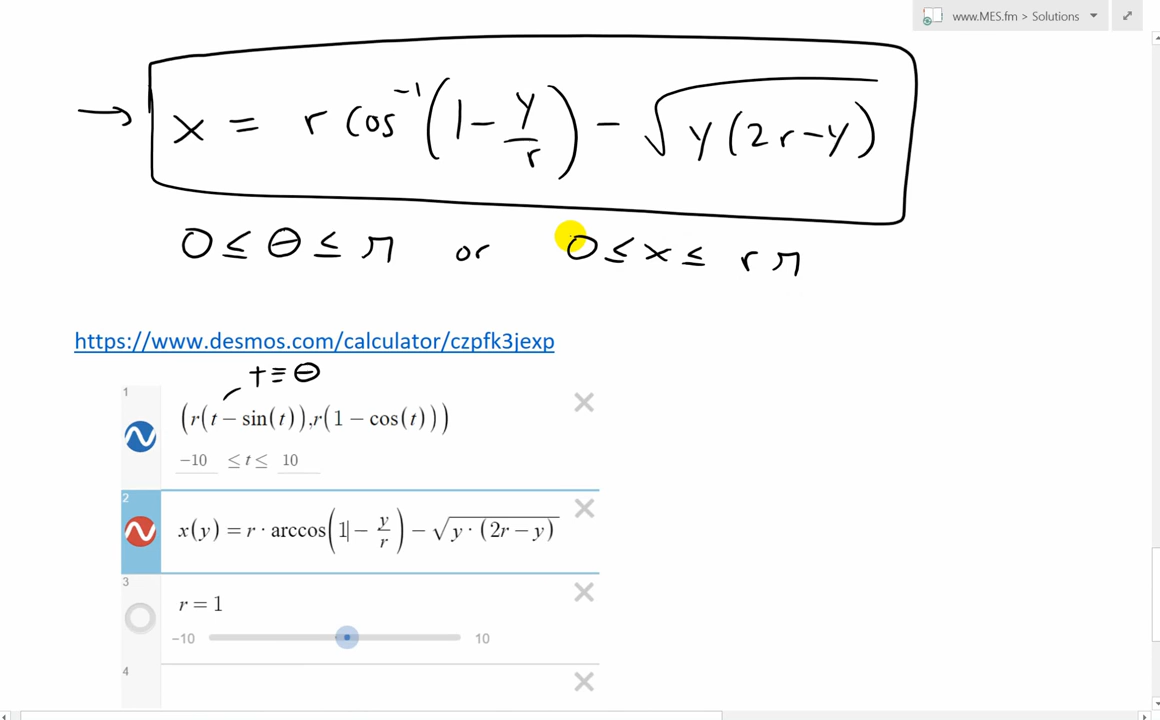 www.MES.fm > Solutions
→ x = r cos⁻¹(1 - y/r) - √(y(2r-y))
0 ≤ θ ≤ π or 0 ≤ x ≤ r π
https://www.desmos.com/calculator/czpfk3jexp
t ≡ θ
1
(r(t − sin(t)),r(1 − cos(t)))
-10 ≤ t ≤ 10
2
x(y) = r · arccos(1 − y/r) − √(y · (2r − y))
3
r = 1
-10 10
4